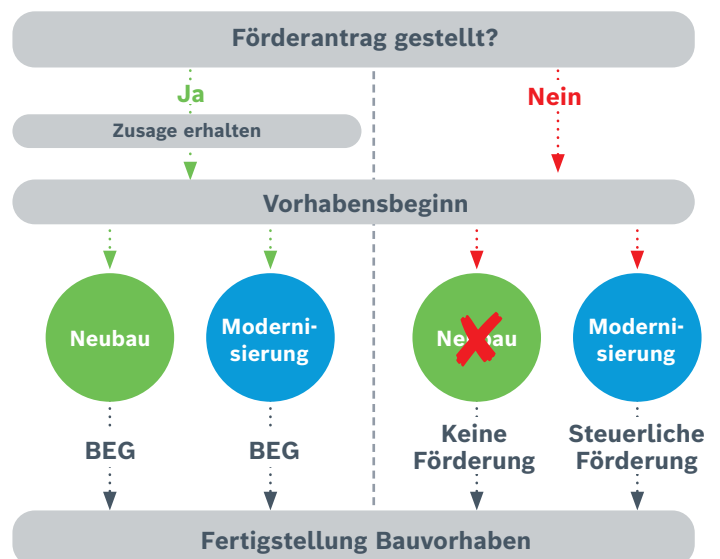 Förderantrag gestellt?
Ja
Nein
Zusage erhalten
Vorhabensbeginn
Neubau
Moderni-
sierung
Neubau
Moderni-
sierung
BEG
BEG
Keine
Förderung
Steuerliche
Förderung
Fertigstellung Bauvorhaben